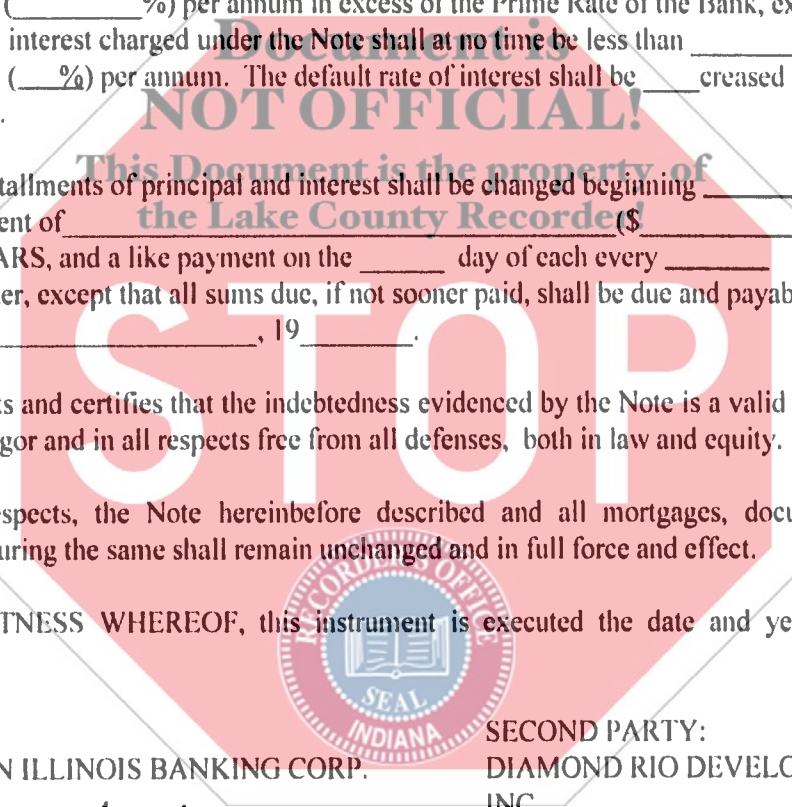 (________%) per annum in excess of the Prime Rate of the Bank, ex
interest charged under the Note shall at no time be less than ________
(___%) per annum. The default rate of interest shall be ____creased
.
tallments of principal and interest shall be changed beginning ________
ent of________________($________
ARS, and a like payment on the ______ day of each every ________
er, except that all sums due, if not sooner paid, shall be due and payab
________________, 19________.
s and certifies that the indebtedness evidenced by the Note is a valid
gor and in all respects free from all defenses, both in law and equity.
spects, the Note hereinbefore described and all mortgages, docu
uring the same shall remain unchanged and in full force and effect.
TNESS WHEREOF, this instrument is executed the date and ye
SECOND PARTY:
N ILLINOIS BANKING CORP.
DIAMOND RIO DEVELO
INC
Document is
NOT OFFICIAL!
This Document is the property of
the Lake County Recorder!
STOP
RECORDER'S OFFICE
SEAL
INDIANA